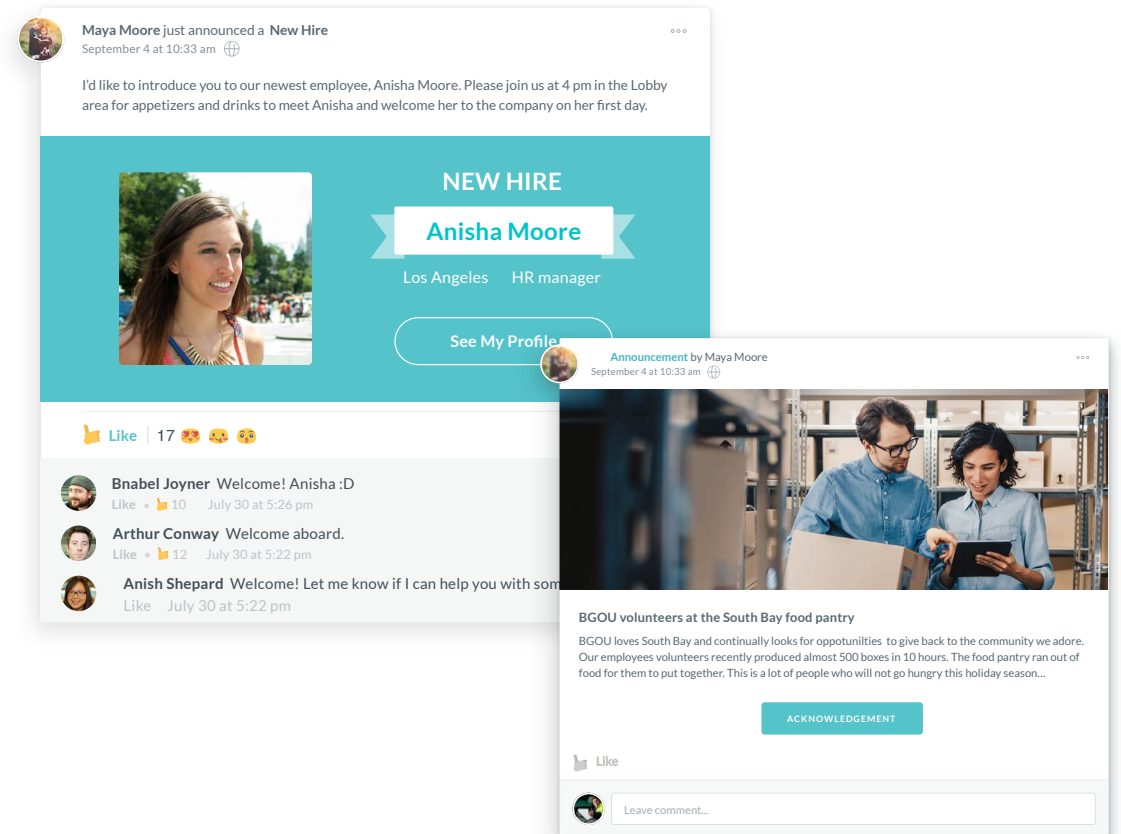 Maya Moore just announced a New Hire
September 4 at 10:33 am
I'd like to introduce you to our newest employee, Anisha Moore. Please join us at 4 pm in the Lobby
area for appetizers and drinks to meet Anisha and welcome her to the company on her first day.
NEW HIRE
Anisha Moore
Los Angeles HR manager
See My Profile
Like 17
Bnabel Joyner Welcome! Anisha :D
Like • 10 July 30 at 5:26 pm
Arthur Conway Welcome aboard.
Like • 12 July 30 at 5:22 pm
Anish Shepard Welcome! Let me know if I can help you with som
Like July 30 at 5:22 pm
Announcement by Maya Moore
September 4 at 10:33 am
BGOU volunteers at the South Bay food pantry
BGOU loves South Bay and continually looks for oppotunilties to give back to the community we adore.
Our employees volunteers recently produced almost 500 boxes in 10 hours. The food pantry ran out of
food for them to put together. This is a lot of people who will not go hungry this holiday season...
ACKNOWLEDGEMENT
Like
Leave comment...